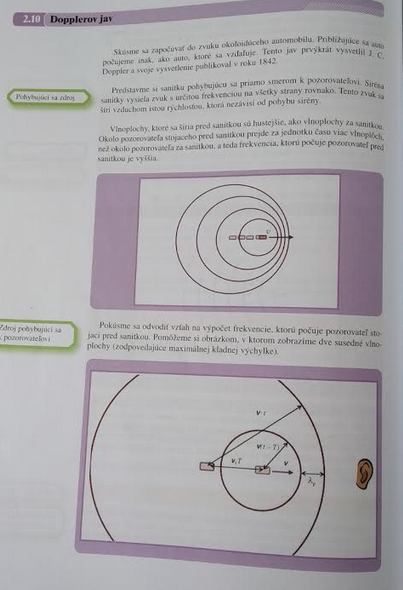 2.10 Dopplerov jav
Skúsme sa započúvať do zvuku okoloidúceho automobilu. Približujúce sa auto
počujeme inak, ako auto, ktoré sa vzďaľuje. Tento jav prvýkrát vysvetlil J. C.
Doppler a svoje vysvetlenie publikoval v roku 1842.
Pohybujúci sa zdroj
Predstavme si sanitku pohybujúcu sa priamo smerom k pozorovateľovi. Siréna
sanitky vysiela zvuk s určitou frekvenciou na všetky strany rovnako. Tento zvuk sa
šíri vzduchom istou rýchlosťou, ktorá nezávisí od pohybu sirény.
Vlnoplochy, ktoré sa šíria pred sanitkou sú hustejšie, ako vlnoplochy za sanitkou.
Okolo pozorovateľa stojaceho pred sanitkou prejde za jednotku času viac vlnoplôch,
než okolo pozorovateľa za sanitkou, a teda frekvencia, ktorú počuje pozorovateľ pred
sanitkou je vyššia.
v
Zdroj pohybujúci sa
k pozorovateľovi
Pokúsme sa odvodiť vzťah na výpočet frekvencie, ktorú počuje pozorovateľ sto-
jaci pred sanitkou. Pomôžeme si obrázkom, v ktorom zobrazíme dve susedné vlno-
plochy (zodpovedajúce maximálnej kladnej výchylke).
v t
v(t – T)
v